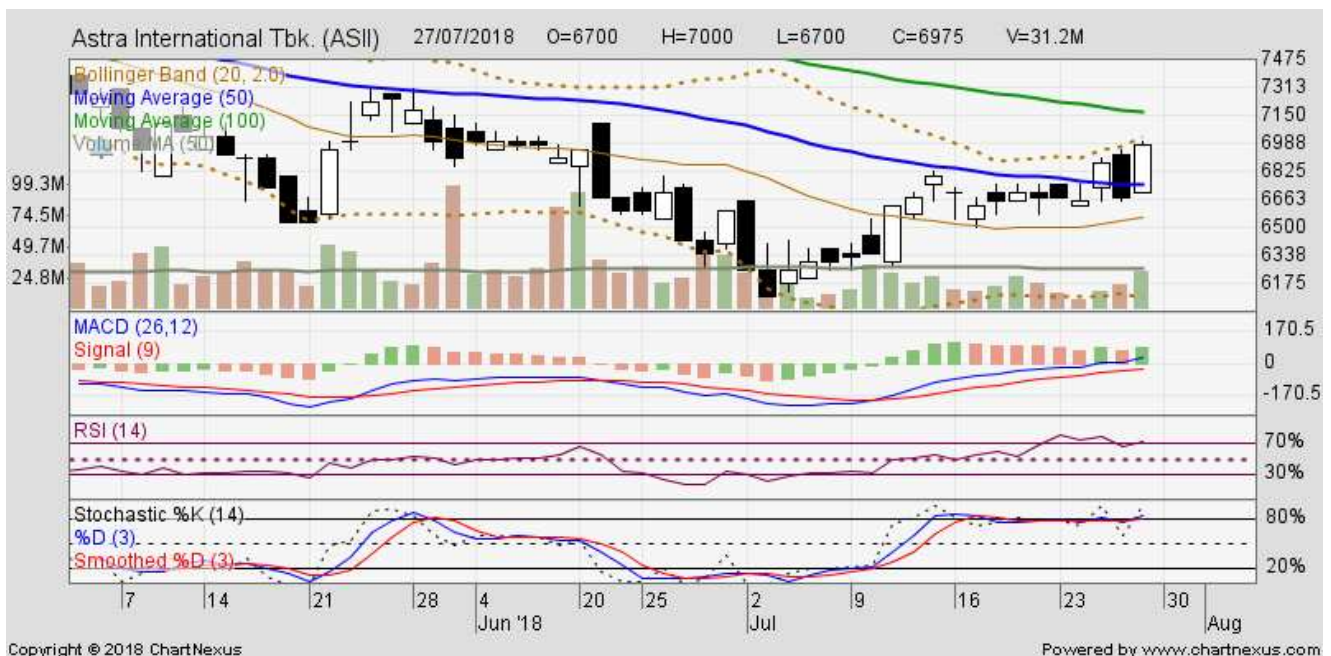 Astra International Tbk. (ASII) 27/07/2018 O=6700 H=7000 L=6700 C=6975 V=31.2M
Bollinger Band (20, 2.0)
Moving Average (50)
Moving Average (100)
Volume MA (50)
99.3M
74.5M
49.7M
24.8M
7475
7313
7150
6988
6825
6663
6500
6338
6175
MACD (26,12)
Signal (9)
170.5
0
-170.5
RSI (14)
70%
30%
Stochastic %K (14)
%D (3)
Smoothed %D (3)
80%
20%
7 14 21 28 4 20 25 2 9 16 23 30
Jun '18 Jul Aug
Copyright © 2018 ChartNexus Powered by www.chartnexus.com